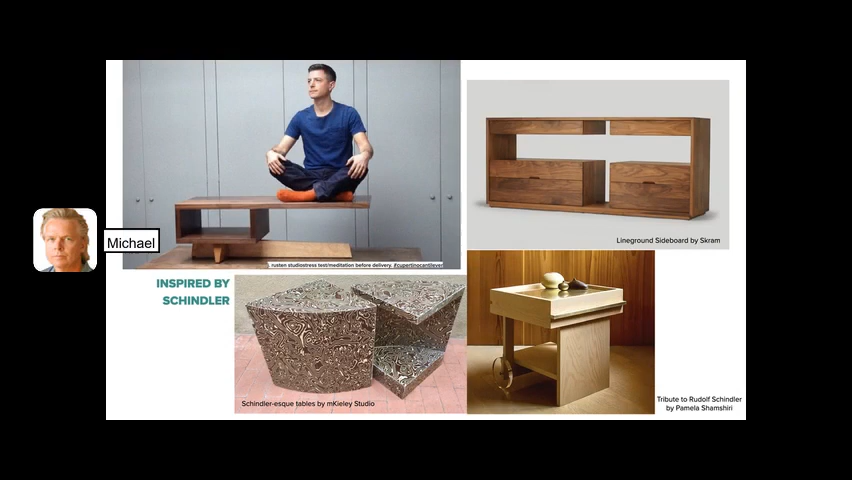 Lineground Sideboard by Skram
Michael
rusten studiostress test/meditation before delivery. #cupertinocantilever
INSPIRED BY
SCHINDLER
Schindler-esque tables by mKieley Studio
Tribute to Rudolf Schindler
by Pamela Shamshiri